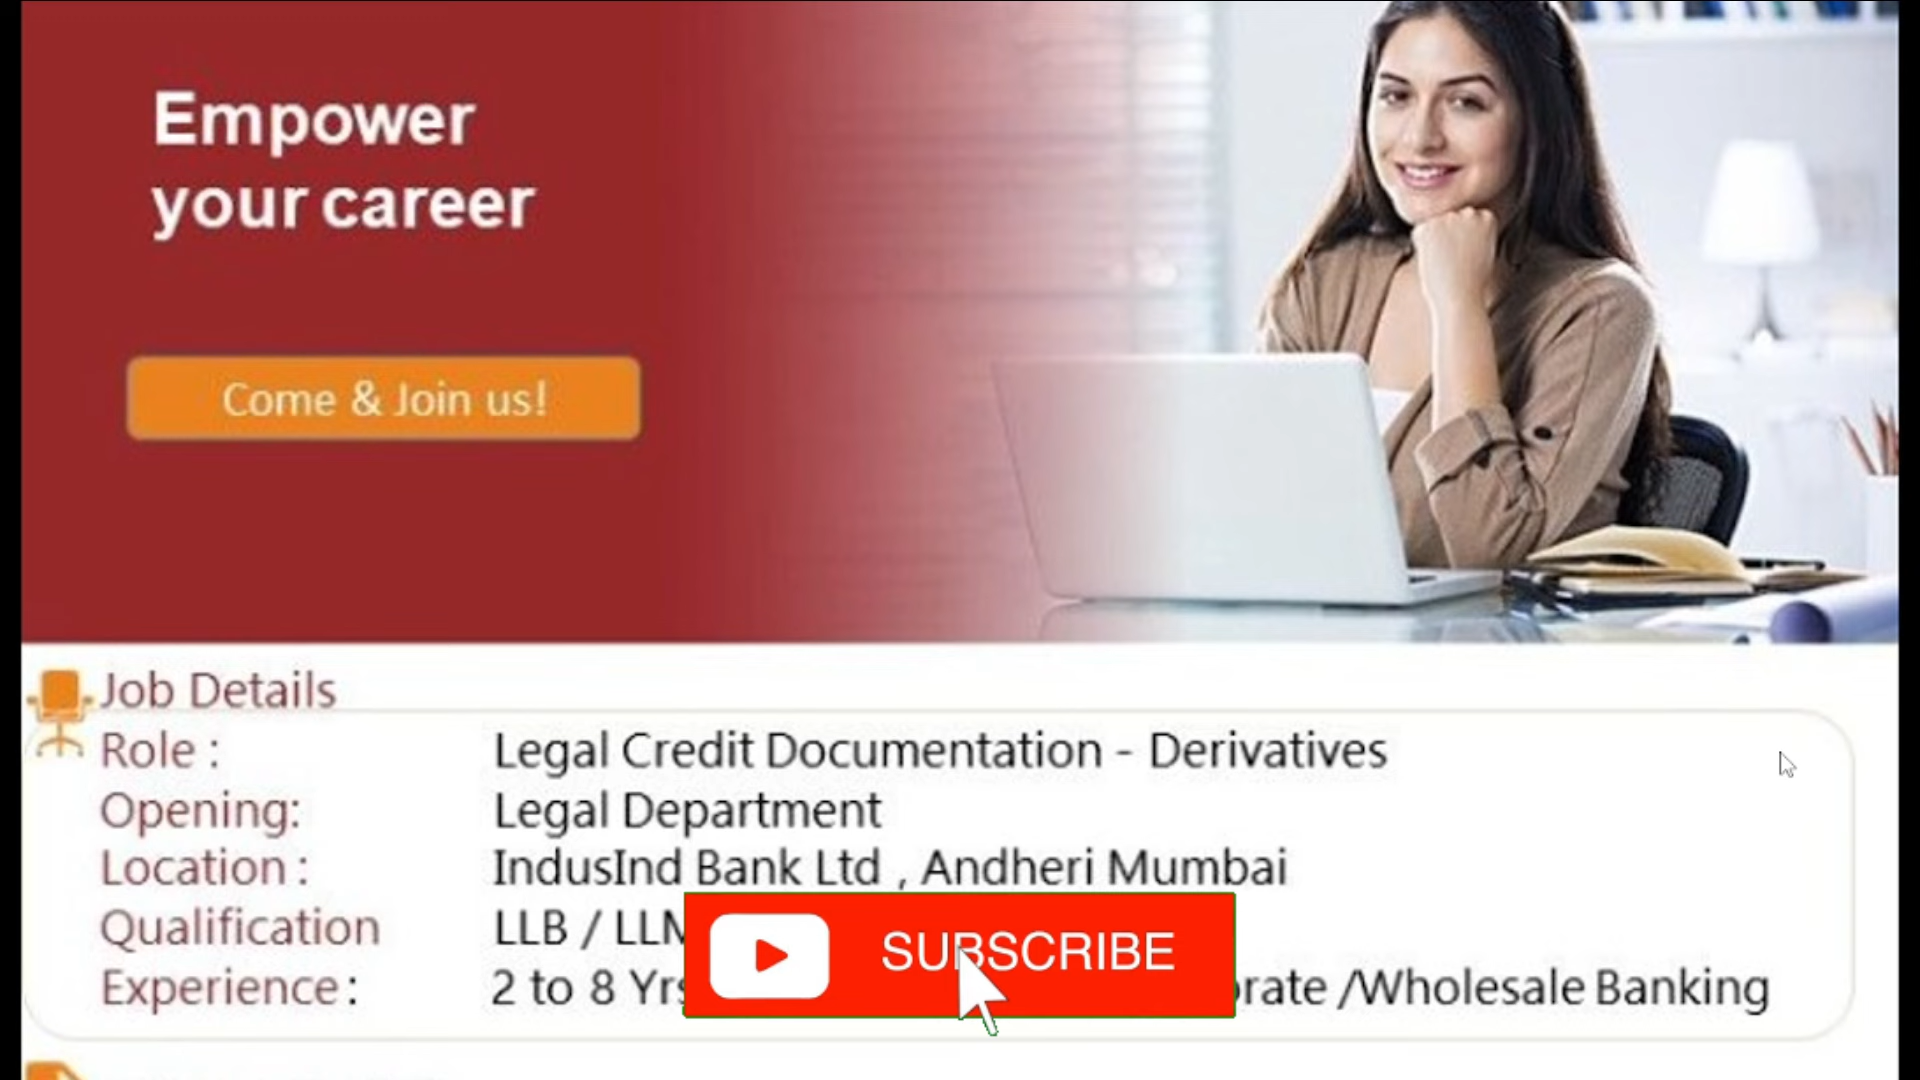 Empower
your career
Come & Join us!
Job Details
Role : Legal Credit Documentation - Derivatives
Opening: Legal Department
Location : IndusInd Bank Ltd , Andheri Mumbai
Qualification LLB /
Experience : 2 to 8 /Wholesale Banking
SUBSCRIBE